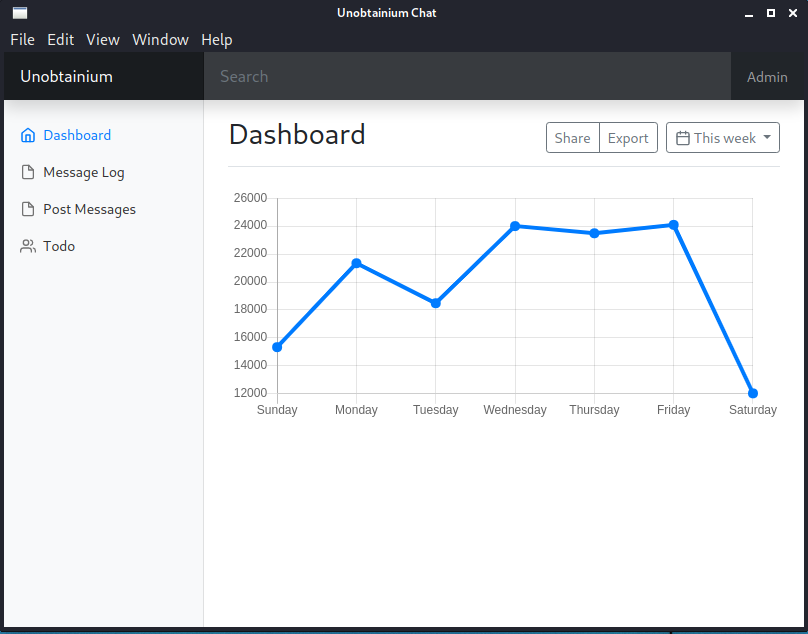 Unobtainium Chat
File Edit View Window Help
Unobtainium Search Admin
Dashboard
Message Log
Post Messages
Todo
Dashboard
Share Export This week
26000
24000
22000
20000
18000
16000
14000
12000
Sunday Monday Tuesday Wednesday Thursday Friday Saturday